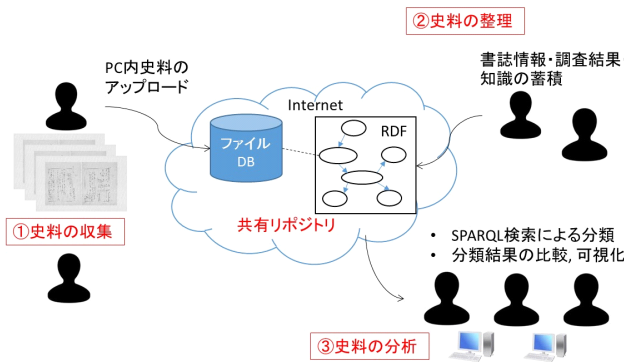 ②史料の整理
PC内史料の
アップロード
書誌情報・調査結果・
知識の蓄積
Internet
RDF
ファイル
DB
共有リポジトリ
①史料の収集
• SPARQL検索による分類
• 分類結果の比較, 可視化
③史料の分析